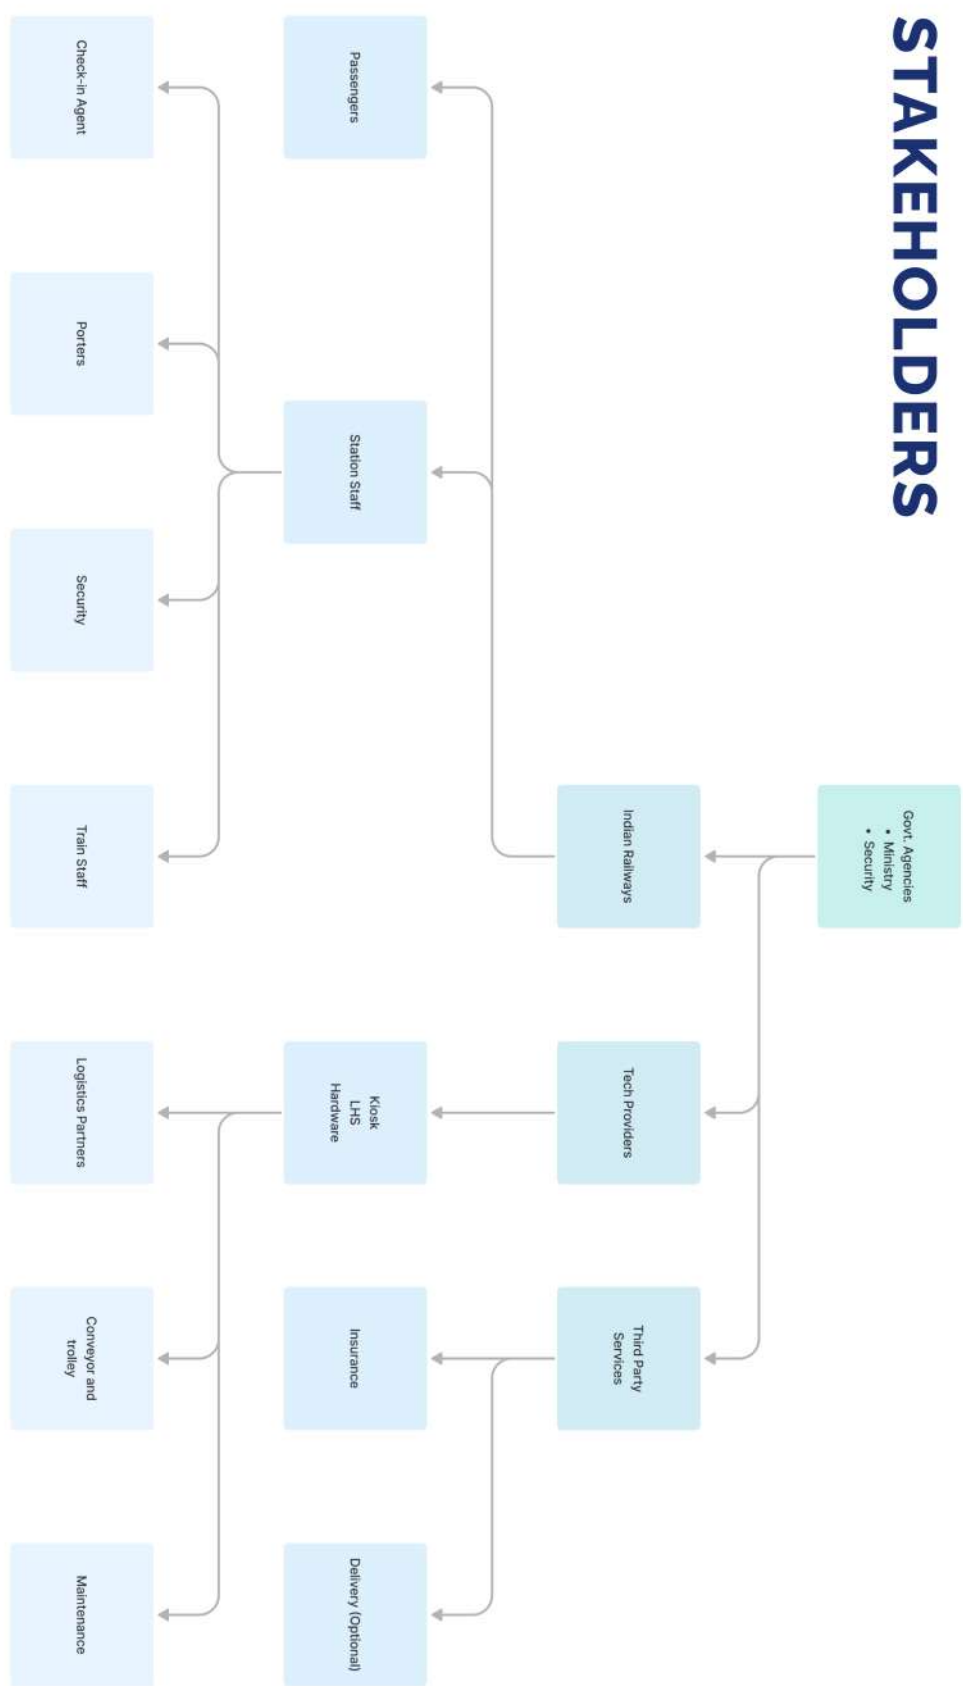 STAKEHOLDERS
Govt. Agencies
• Ministry
• Security
Indian Railways
Tech Providers
Third Party
Services
Passengers
Station Staff
Kiosk
LHS
Hardware
Insurance
Delivery (Optional)
Check-in Agent
Porters
Security
Train Staff
Logistics Partners
Conveyor and
trolley
Maintenance